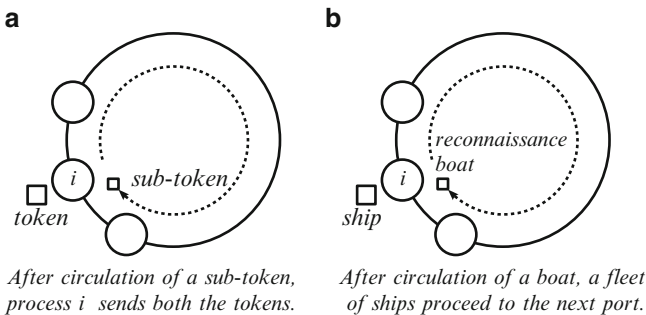 a
i
sub-token
token
After circulation of a sub-token,
process i sends both the tokens.
b
reconnaissance
boat
i
ship
After circulation of a boat, a fleet
of ships proceed to the next port.